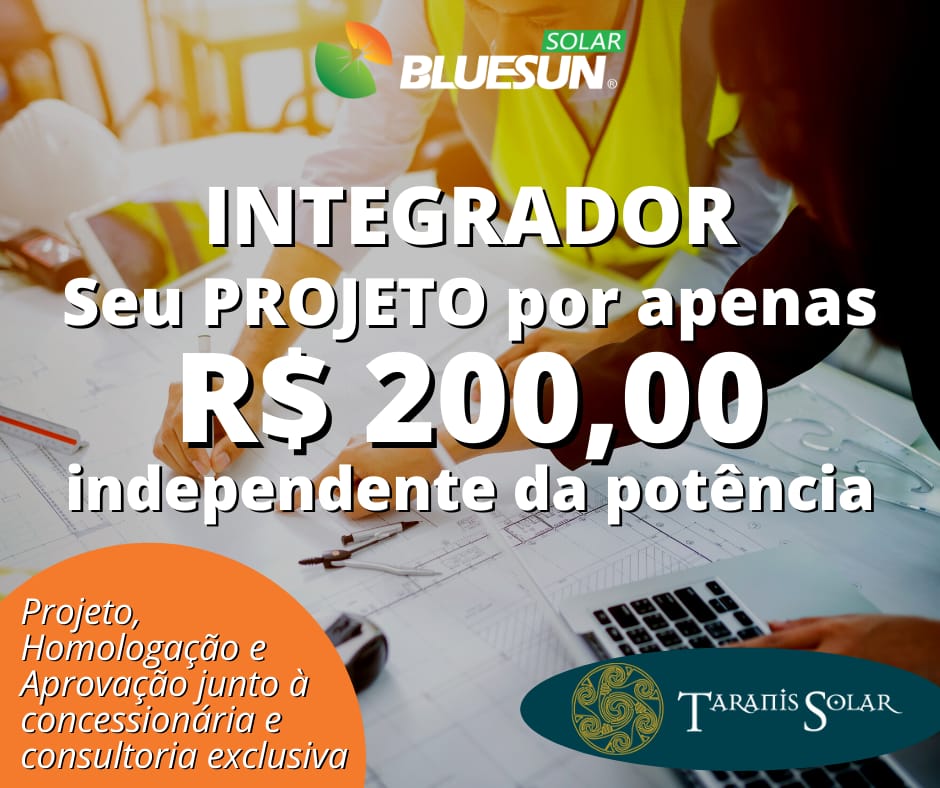 SOLAR
BLUESUN®
INTEGRADOR
Seu PROJETO por apenas
R$ 200,00
independente da potência
Projeto,
Homologação e
Aprovação junto à
concessionária e
consultoria exclusiva
TARANIS SOLAR